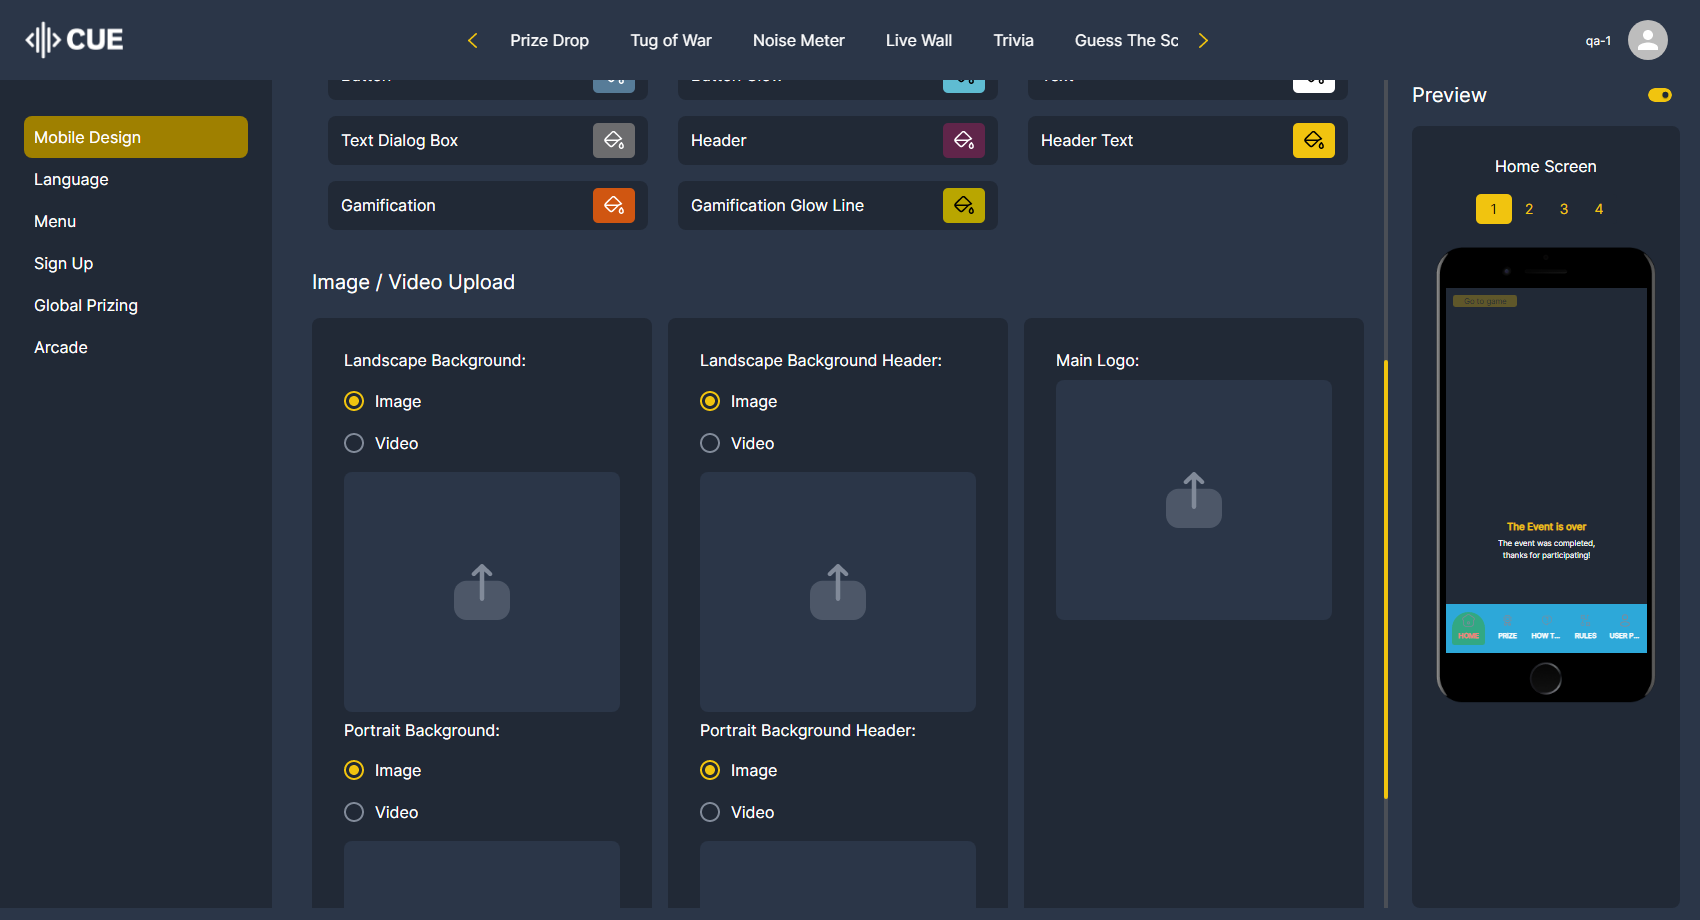 CUE
Prize Drop
Tug of War
Noise Meter
Live Wall
Trivia
Guess The Sc
qa-1
Mobile Design
Language
Menu
Sign Up
Global Prizing
Arcade
Button
Button Glow
Text
Text Dialog Box
Header
Header Text
Gamification
Gamification Glow Line
Image / Video Upload
Landscape Background:
Image
Video
Landscape Background Header:
Image
Video
Main Logo:
Portrait Background:
Image
Video
Portrait Background Header:
Image
Video
Preview
Home Screen
1 2 3 4
Go to game
The Event is over
The event was completed,
thanks for participating!
HOME PRIZE HOW T... RULES USER P...